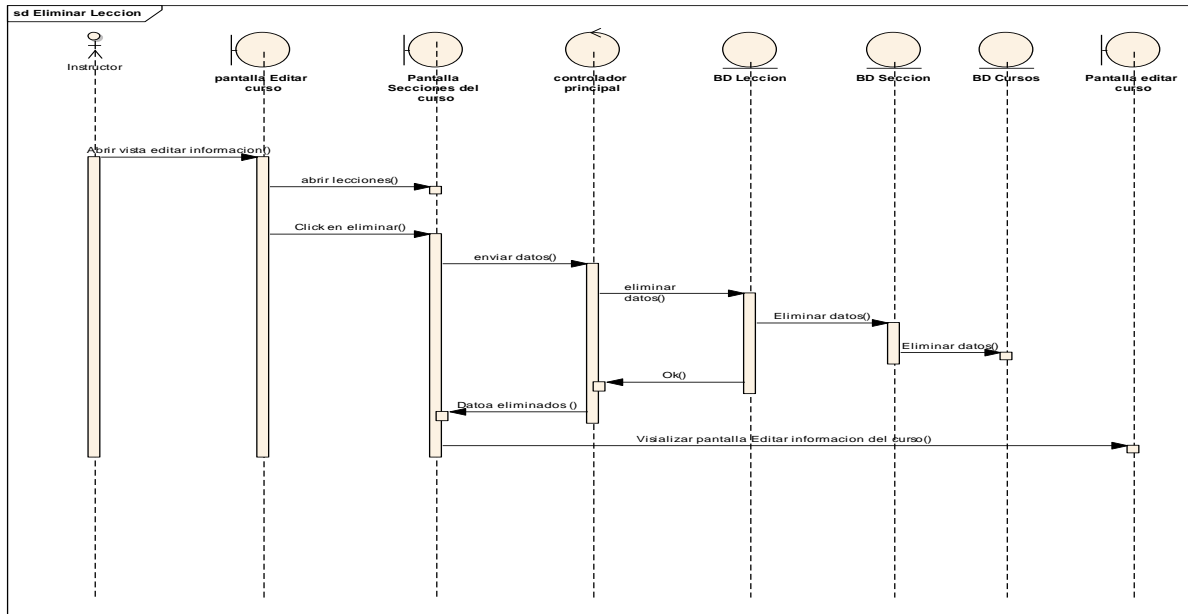 sd Eliminar Leccion
Instructor
pantalla Editar
curso
Pantalla
Secciones del
curso
controlador
principal
BD Leccion
BD Seccion
BD Cursos
Pantalla editar
curso
Abrir vista editar informacion()
abrir lecciones()
Click en eliminar()
enviar datos()
eliminar
datos()
Eliminar datos()
Eliminar datos()
Ok()
Datoa eliminados ()
Visializar pantalla Editar informacion del curso()